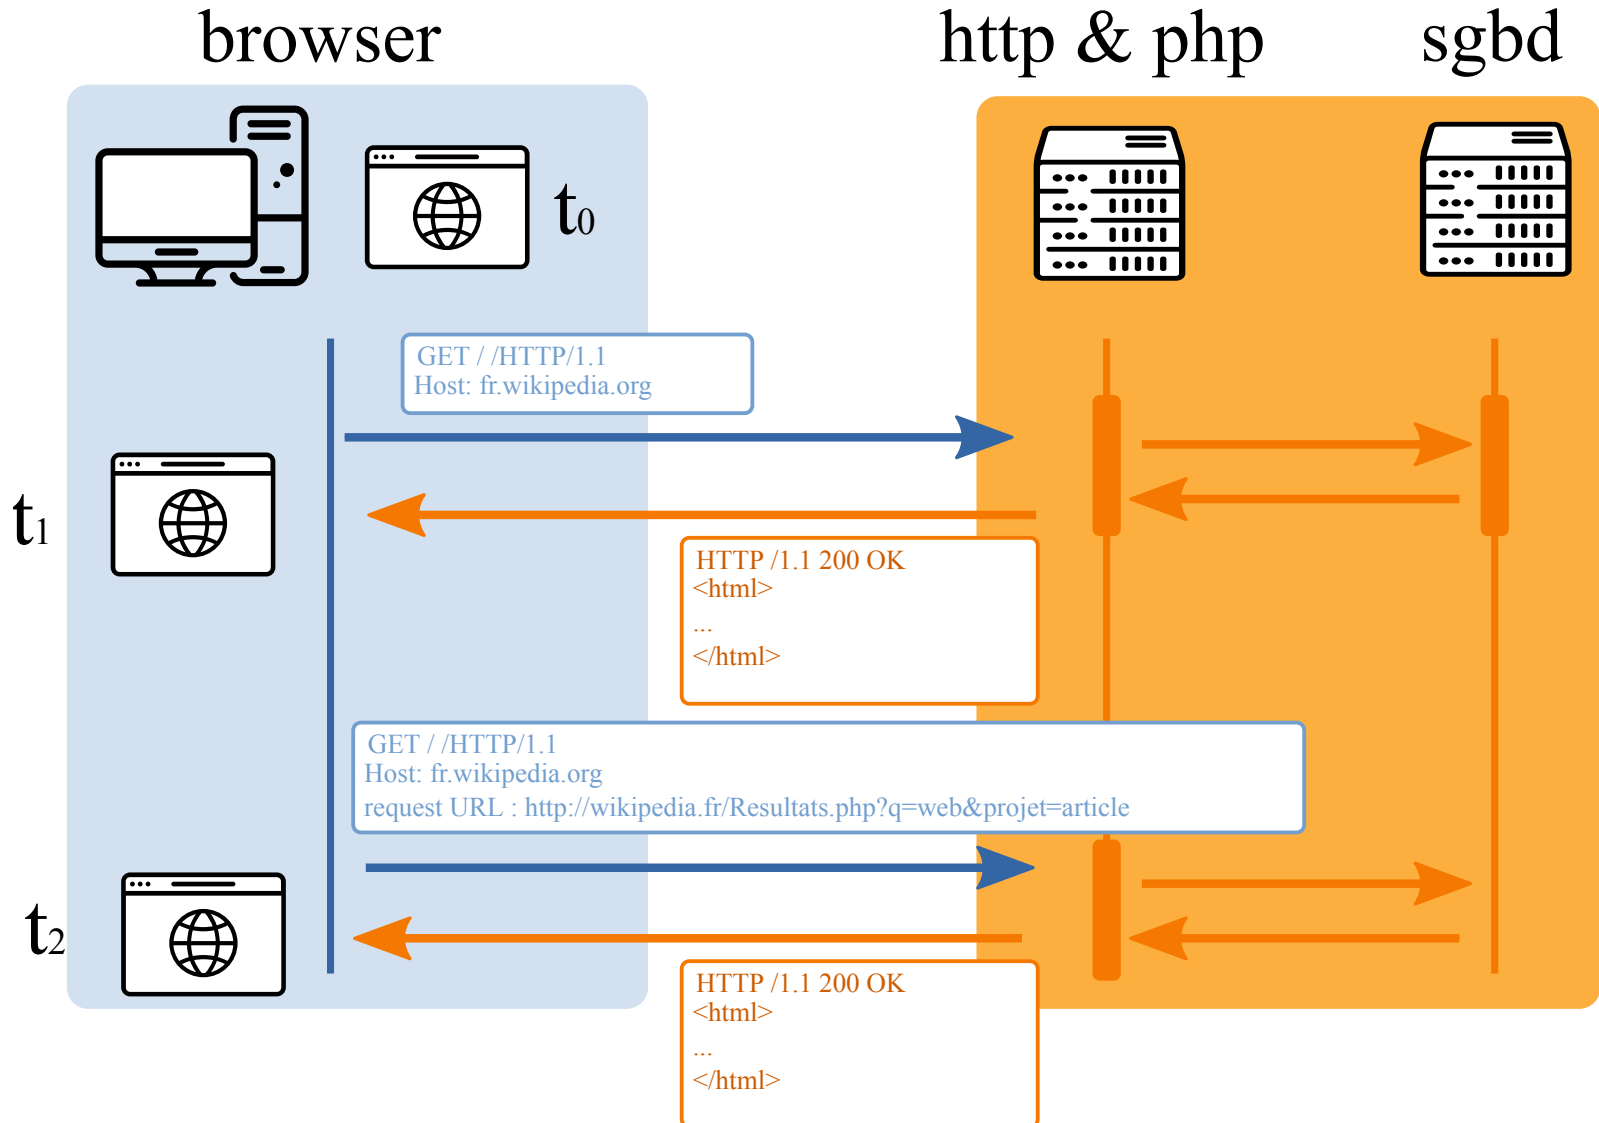 browser
http & php
sgbd
t0
GET / /HTTP/1.1
Host: fr.wikipedia.org
t1
HTTP /1.1 200 OK
<html>
...
</html>
GET / /HTTP/1.1
Host: fr.wikipedia.org
request URL : http://wikipedia.fr/Resultats.php?q=web&projet=article
t2
HTTP /1.1 200 OK
<html>
...
</html>